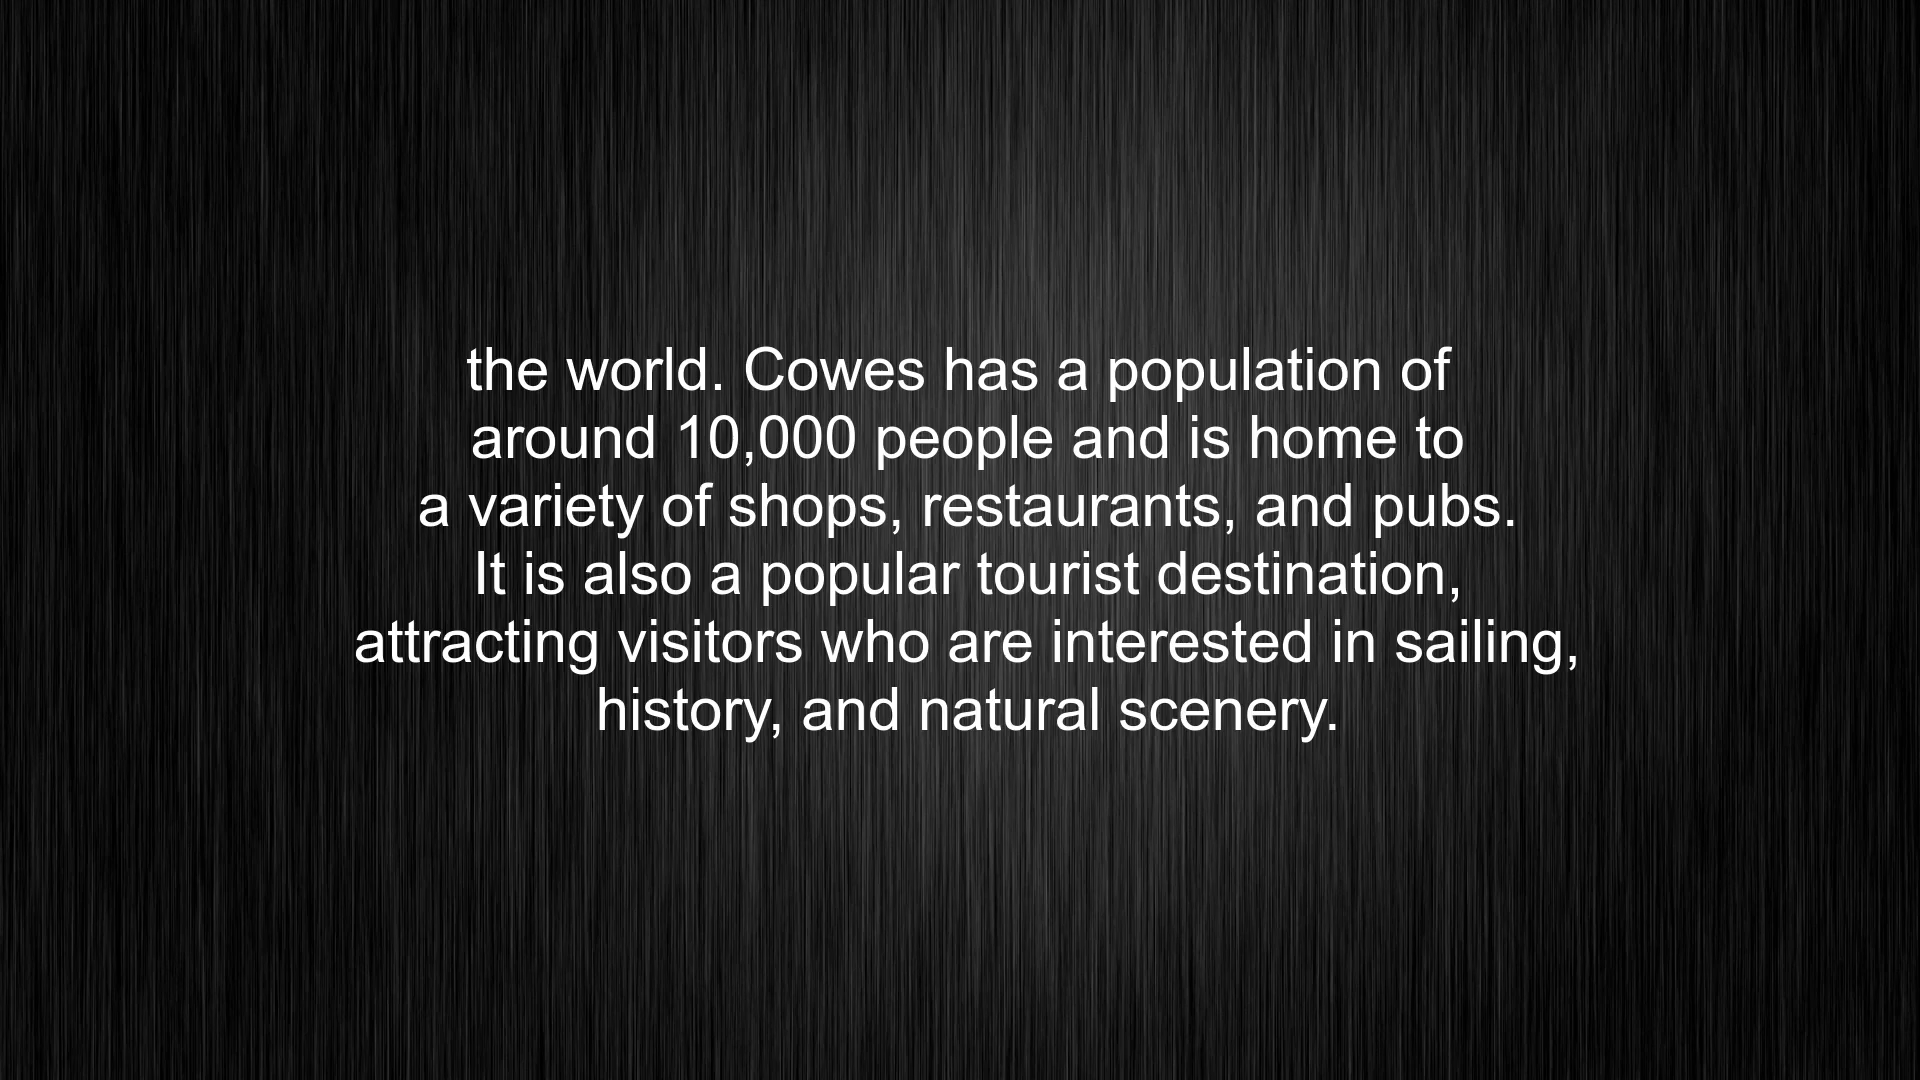 the world. Cowes has a population of
around 10,000 people and is home to
a variety of shops, restaurants, and pubs.
It is also a popular tourist destination,
attracting visitors who are interested in sailing,
history, and natural scenery.